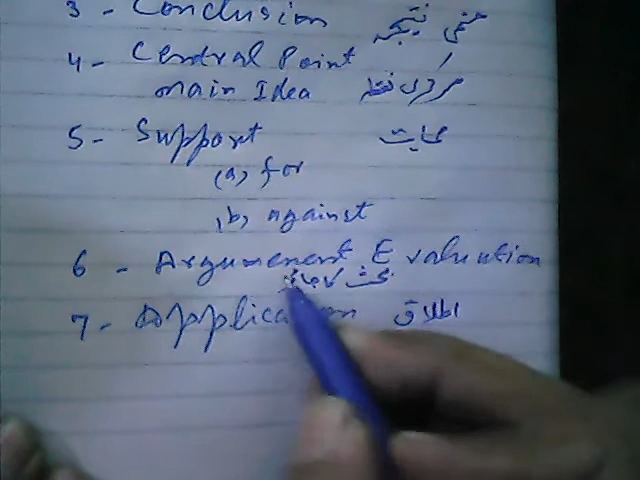 3 - Conclusion حتمی نتیجہ
4 - Central Point
main Idea مرکزی نقطہ
5 - Support حمایت
(a) for
(b) against
6 - Argument Evaluation
بحث کا جائزہ
7 - Application اطلاق